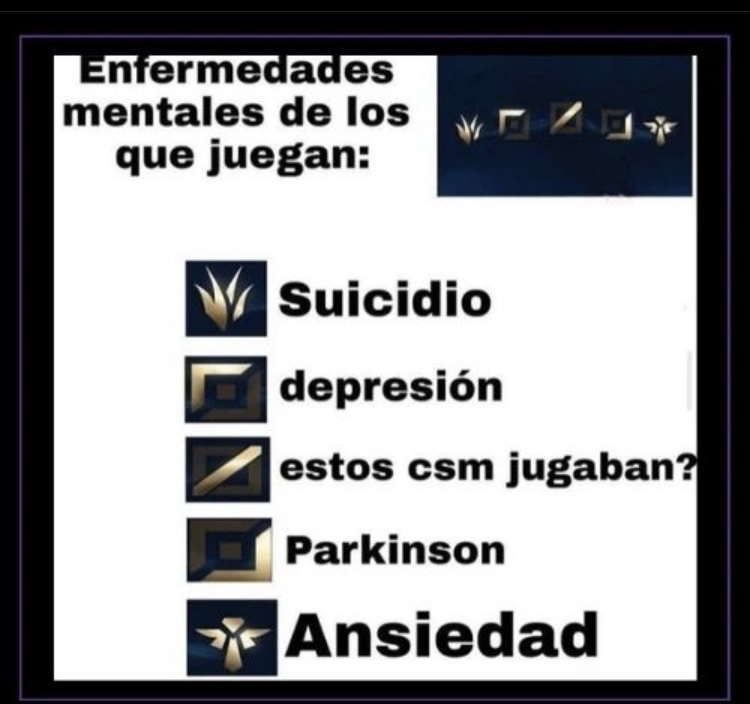 Enfermedades
mentales de los
que juegan:
Suicidio
depresión
estos csm jugaban?
Parkinson
Ansiedad